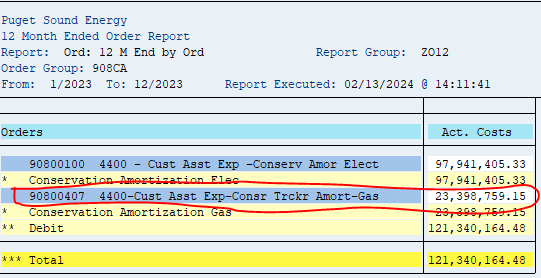 Puget Sound Energy
12 Month Ended Order Report
Report: Ord: 12 M End by Ord Report Group: ZO12
Order Group: 908CA
From: 1/2023 To: 12/2023 Report Executed: 02/13/2024 @ 14:11:41
Orders Act. Costs
90800100 4400 - Cust Asst Exp -Conserv Amor Elect 97,941,405.33
* Conservation Amortization Elec 97,941,405.33
90800407 4400-Cust Asst Exp-Consr Trckr Amort-Gas 23,398,759.15
* Conservation Amortization Gas 23,398,759.15
** Debit 121,340,164.48
*** Total 121,340,164.48